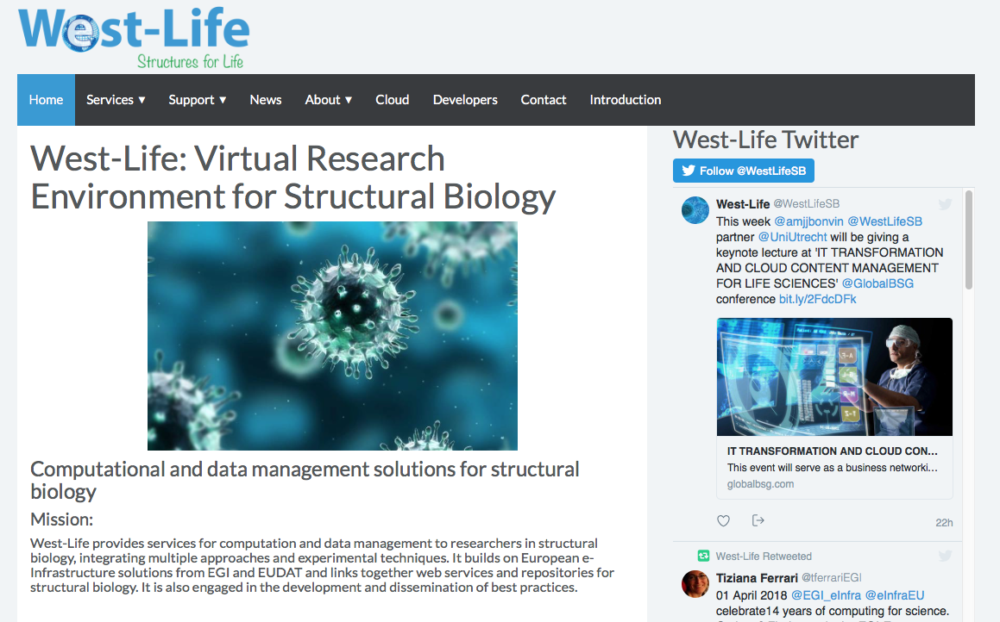 West-Life
Structures for Life
Home
Services ▾
Support ▾
News
About ▾
Cloud
Developers
Contact
Introduction
West-Life: Virtual Research
Environment for Structural Biology
Computational and data management solutions for structural
biology
Mission:
West-Life provides services for computation and data management to researchers in structural
biology, integrating multiple approaches and experimental techniques. It builds on European e-
Infrastructure solutions from EGI and EUDAT and links together web services and repositories for
structural biology. It is also engaged in the development and dissemination of best practices.
West-Life Twitter
Follow @WestLifeSB
West-Life @WestLifeSB
This week @amjjbonvin @WestLifeSB
partner @UniUtrecht will be giving a
keynote lecture at 'IT TRANSFORMATION
AND CLOUD CONTENT MANAGEMENT
FOR LIFE SCIENCES' @GlobalBSG
conference bit.ly/2FdcDFk
IT TRANSFORMATION AND CLOUD CON...
This event will serve as a business networki...
globalbsg.com
22h
West-Life Retweeted
Tiziana Ferrari @tferrariEGI
01 April 2018 @EGI_eInfra @eInfraEU
celebrate14 years of computing for science.